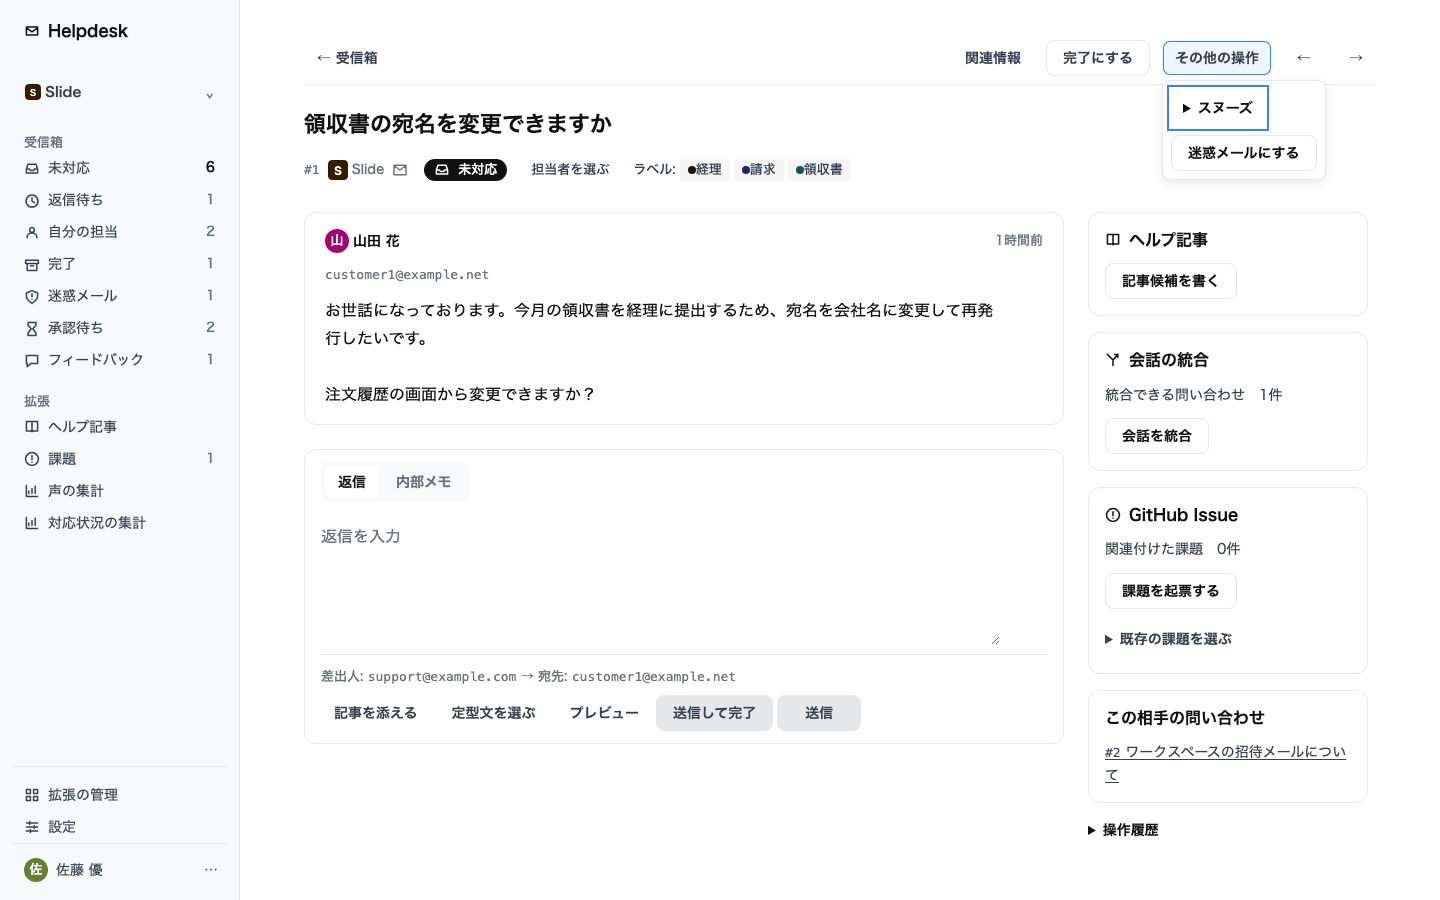 Helpdesk
S Slide
受信箱
未対応 6
返信待ち 1
自分の担当 2
完了 1
迷惑メール 1
承認待ち 2
フィードバック 1
拡張
ヘルプ記事
課題 1
声の集計
対応状況の集計
拡張の管理
設定
佐 佐藤 優 …
← 受信箱 関連情報 完了にする その他の操作 ← →
▶ スヌーズ
迷惑メールにする
領収書の宛名を変更できますか
#1 S Slide 未対応 担当者を選ぶ ラベル: ●経理 ●請求 ●領収書
山 山田 花 1時間前
customer1@example.net
お世話になっております。今月の領収書を経理に提出するため、宛名を会社名に変更して再発
行したいです。
注文履歴の画面から変更できますか？
返信 内部メモ
返信を入力
差出人: support@example.com → 宛先: customer1@example.net
記事を添える 定型文を選ぶ プレビュー 送信して完了 送信
ヘルプ記事
記事候補を書く
会話の統合
統合できる問い合わせ 1件
会話を統合
GitHub Issue
関連付けた課題 0件
課題を起票する
▶ 既存の課題を選ぶ
この相手の問い合わせ
#2 ワークスペースの招待メールについ
て
▶ 操作履歴